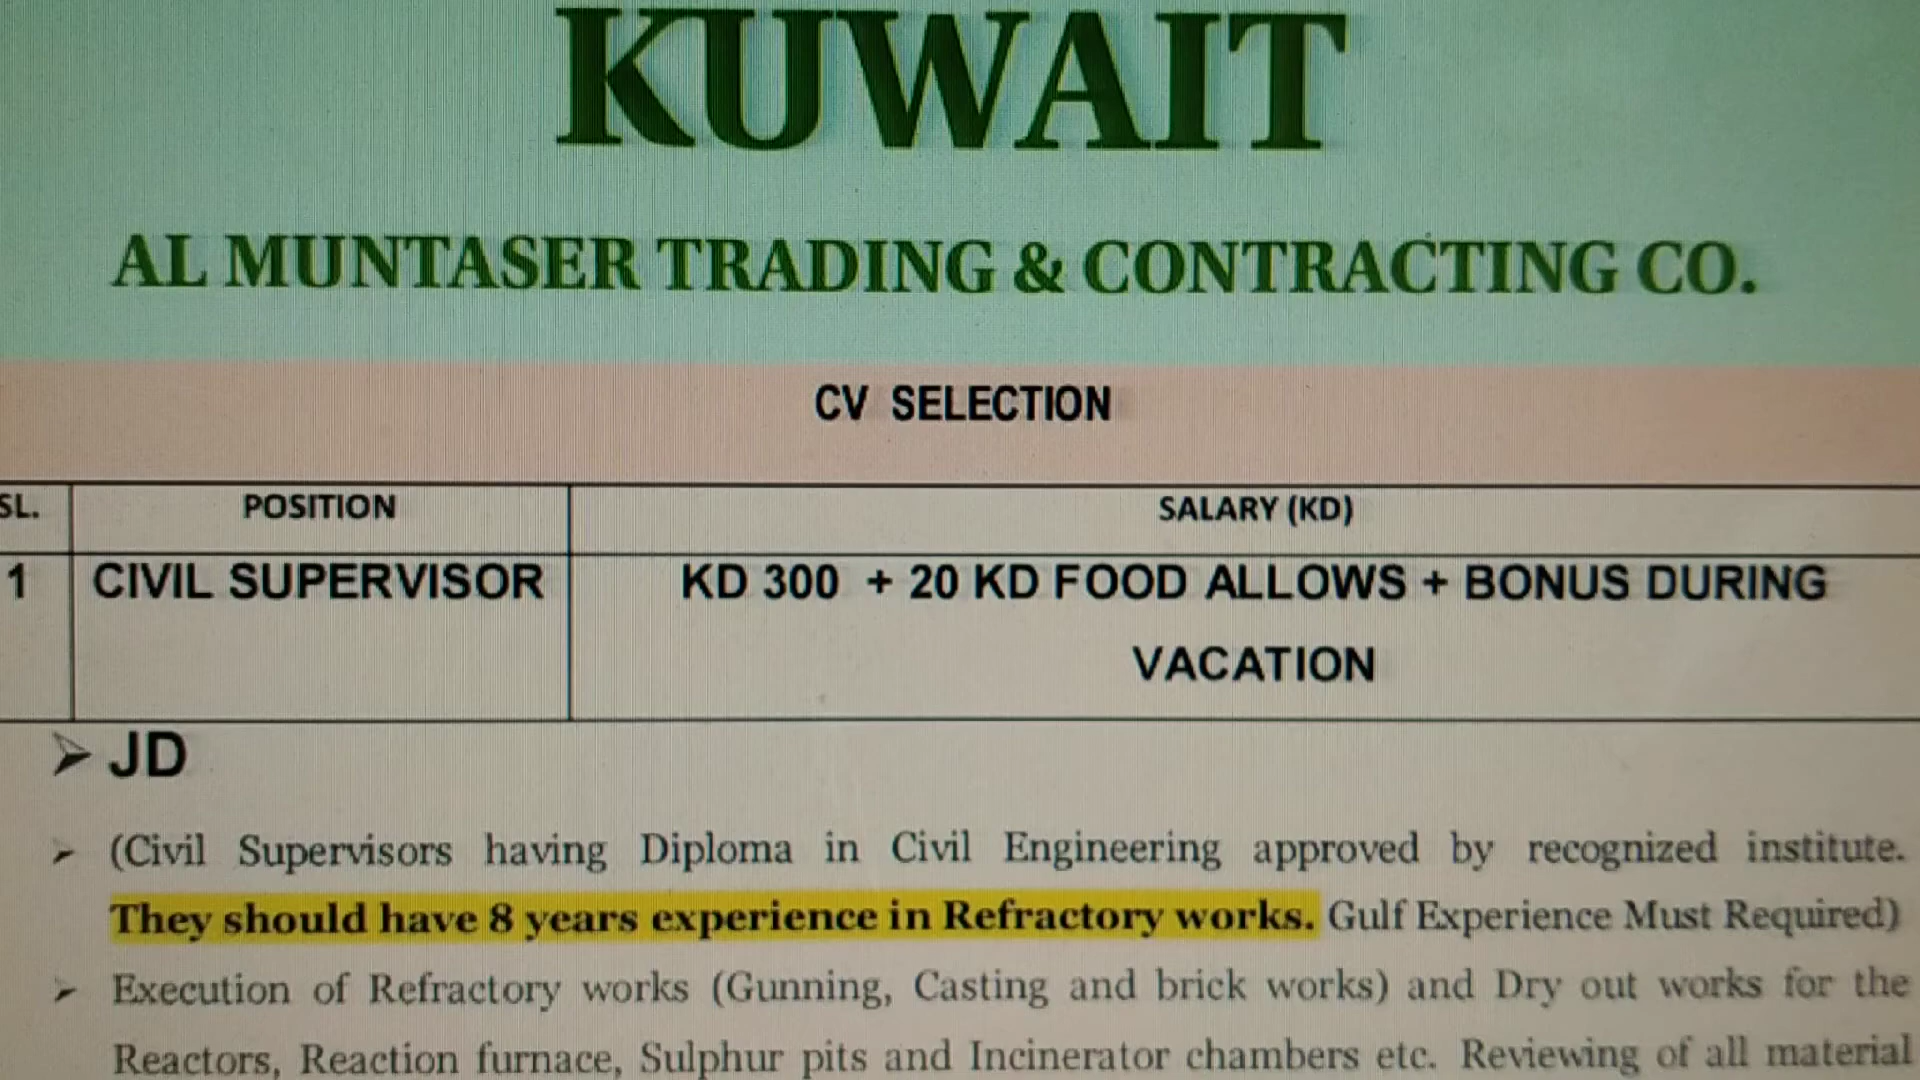 KUWAIT
AL MUNTASER TRADING & CONTRACTING CO.
CV SELECTION
SL. POSITION SALARY (KD)
1 CIVIL SUPERVISOR KD 300 + 20 KD FOOD ALLOWS + BONUS DURING
VACATION
➢ JD
➢ (Civil Supervisors having Diploma in Civil Engineering approved by recognized institute.
They should have 8 years experience in Refractory works. Gulf Experience Must Required)
➢ Execution of Refractory works (Gunning, Casting and brick works) and Dry out works for the
Reactors, Reaction furnace, Sulphur pits and Incinerator chambers etc. Reviewing of all material